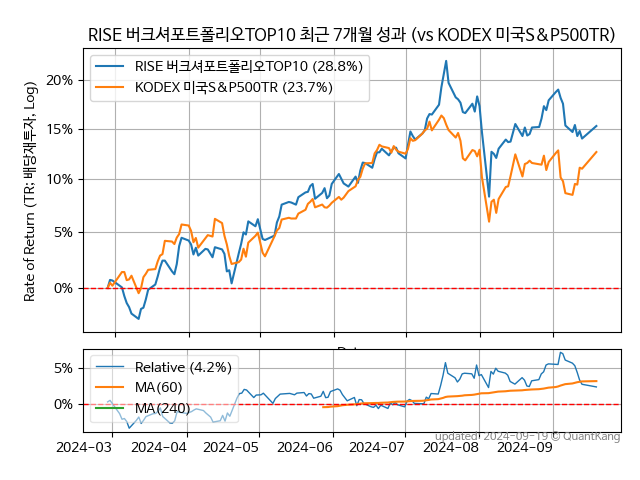 RISE 버크셔포트폴리오TOP10 최근 7개월 성과 (vs KODEX 미국S&P500TR)
Rate of Return (TR: 배당재투자, Log)
20%
15%
10%
5%
0%
RISE 버크셔포트폴리오TOP10 (28.8%)
KODEX 미국S&P500TR (23.7%)
5%
0%
Relative (4.2%)
MA(60)
MA(240)
2024-03 2024-04 2024-05 2024-06 2024-07 2024-08 2024-09
updated: 2024-09-19 © QuantKang